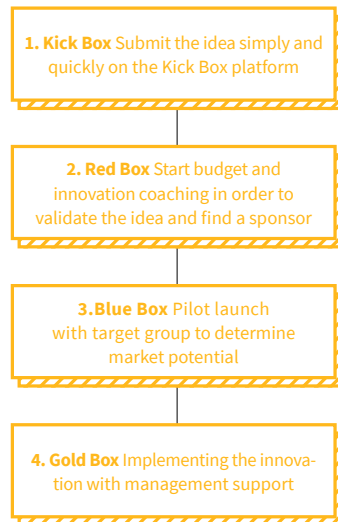 1. Kick Box Submit the idea simply and
quickly on the Kick Box platform
2. Red Box Start budget and
innovation coaching in order to
validate the idea and find a sponsor
3.Blue Box Pilot launch
with target group to determine
market potential
4. Gold Box Implementing the innova-
tion with management support